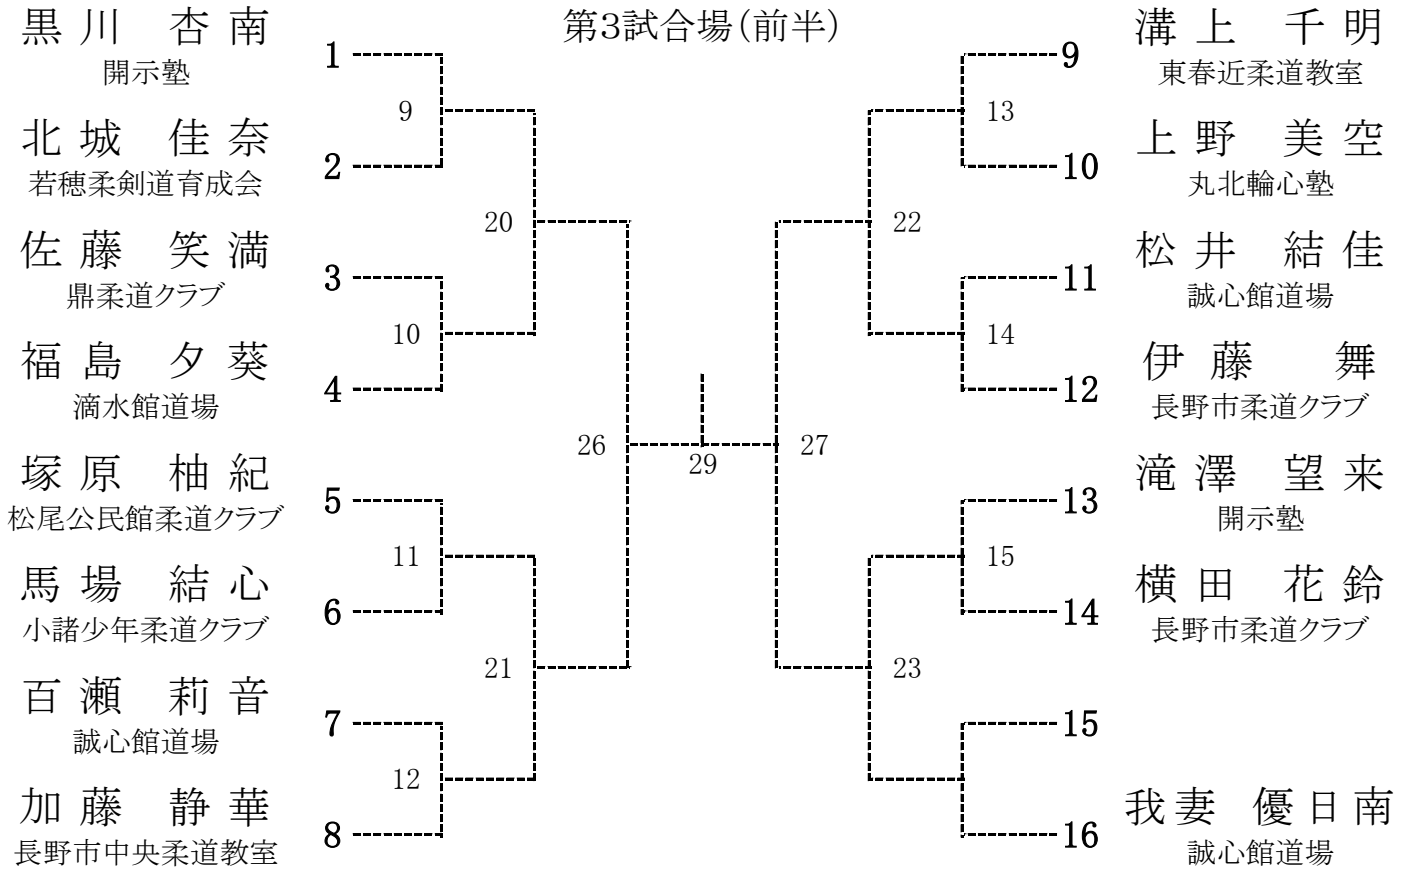 第3試合場(前半)
黒川 杏南
開示塾
1
北城 佳奈
若穂柔剣道育成会
2
9
佐藤 笑満
鼎柔道クラブ
3
福島 夕葵
滴水館道場
4
10
20
塚原 柚紀
松尾公民館柔道クラブ
5
馬場 結心
小諸少年柔道クラブ
6
11
百瀬 莉音
誠心館道場
7
加藤 静華
長野市中央柔道教室
8
12
21
26
29
27
9
溝上 千明
東春近柔道教室
13
10
上野 美空
丸北輪心塾
22
11
松井 結佳
誠心館道場
14
12
伊藤 舞
長野市柔道クラブ
13
滝澤 望来
開示塾
15
14
横田 花鈴
長野市柔道クラブ
23
15
16
我妻 優日南
誠心館道場